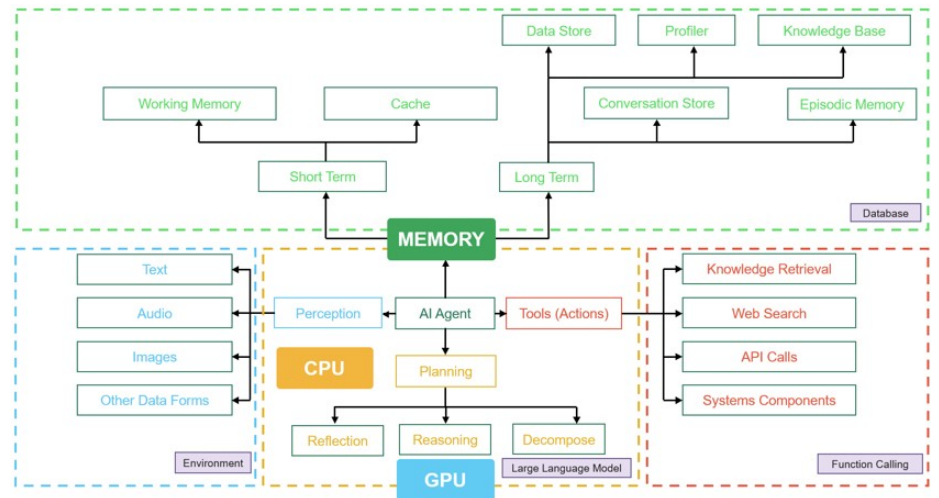 Data Store
Profiler
Knowledge Base
Working Memory
Cache
Conversation Store
Episodic Memory
Short Term
Long Term
Database
MEMORY
Text
Knowledge Retrieval
Audio
Perception
AI Agent
Tools (Actions)
Web Search
Images
CPU
Planning
API Calls
Other Data Forms
Systems Components
Reflection
Reasoning
Decompose
Environment
GPU
Large Language Model
Function Calling